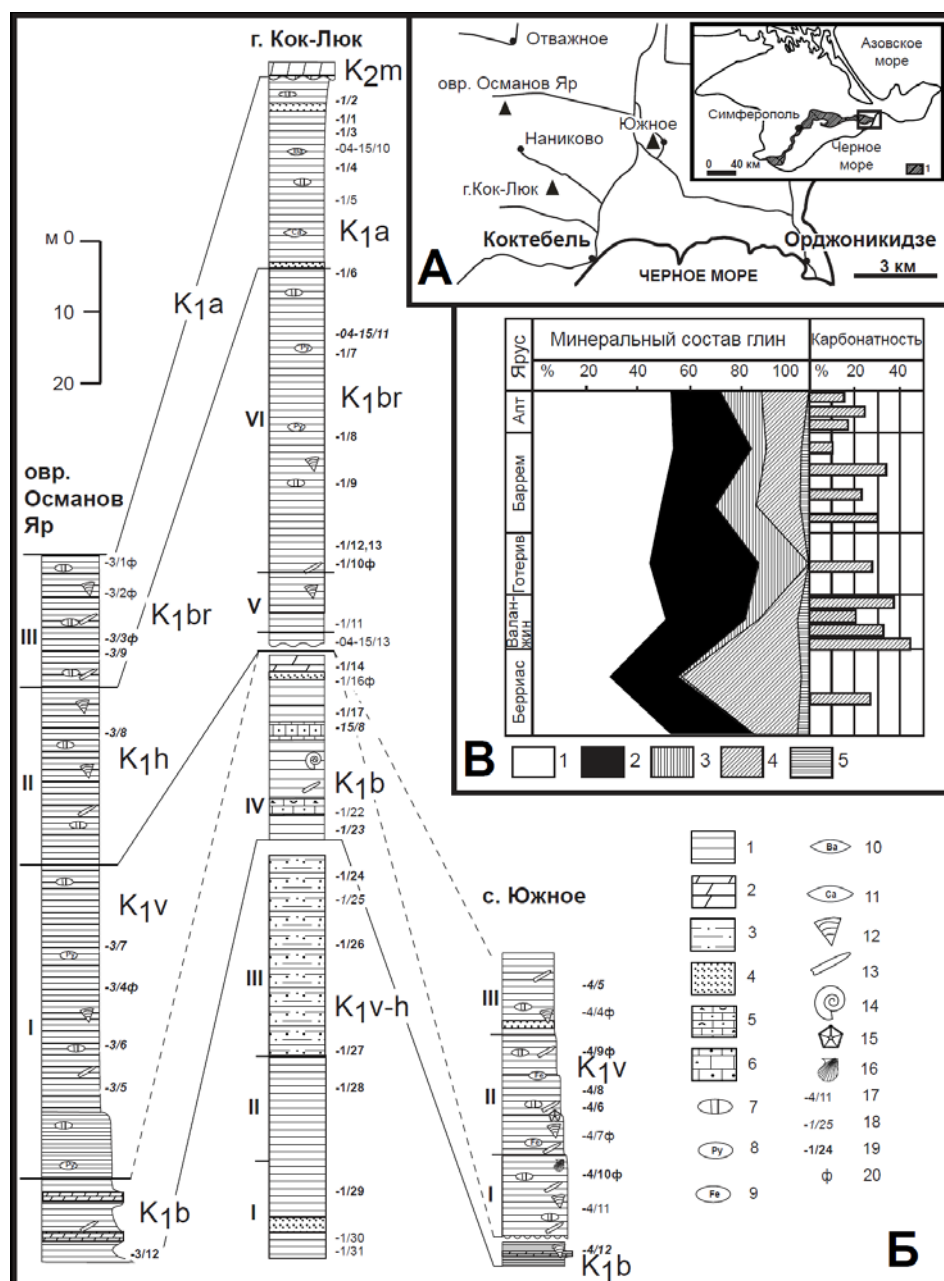 г. Кок-Люк
K2m
-1/2
-1/1
-1/3
-04-15/10
-1/4
-1/5
Ca
K1a
-1/6
-04-15/11
-1/7
Py
K1br
VI
-1/8
Py
-1/9
-1/12,13
-1/10ф
V
-1/11
-04-15/13
-1/14
-1/16ф
-1/17
-15/8
K1b
IV
-1/22
-1/23
-1/24
-1/25
-1/26
III
K1v-h
-1/27
-1/28
II
-1/29
I
-1/30
-1/31
м 0
10
20
K1a
овр.
Османов
Яр
-3/1ф
-3/2ф
K1br
III
-3/3ф
-3/9
-3/8
K1h
II
K1v
-3/7
Py
-3/4ф
I
-3/6
-3/5
Py
K1b
-3/12
с. Южное
-4/5
III
-4/4ф
-4/9ф
K1v
Fe
-4/8
II
-4/6
-4/7ф
Fe
-4/10ф
I
-4/11
-4/12
K1b
Отважное
овр. Османов Яр
Южное
Наниково
г.Кок-Люк
Коктебель
Орджоникидзе
А
ЧЕРНОЕ МОРЕ
3 км
Азовское
море
Симферополь
Черное
море
0 40 км
1
Ярус
Минеральный состав глин
Карбонатность
% 20 40 60 80 100
% 20 40
Апт
Баррем
Готерив
Валан-
жин
Берриас
В
1 2 3 4 5
1
2
3
4
5
6
7
Py 8
Fe 9
Ba 10
Ca 11
12
13
14
15
16
-4/11 17
-1/25 18
-1/24 19
ф 20
Б